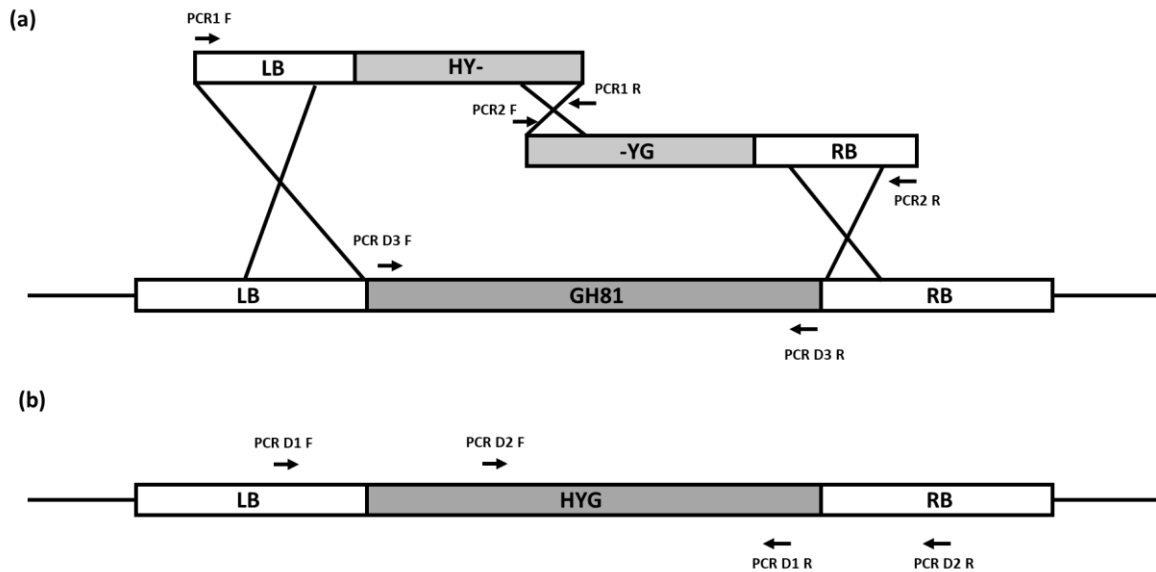 (a)
PCR1 F
LB
HY-
PCR1 R
PCR2 F
-YG
RB
PCR2 R
PCR D3 F
LB
GH81
RB
PCR D3 R
(b)
PCR D1 F
PCR D2 F
LB
HYG
RB
PCR D1 R
PCR D2 R